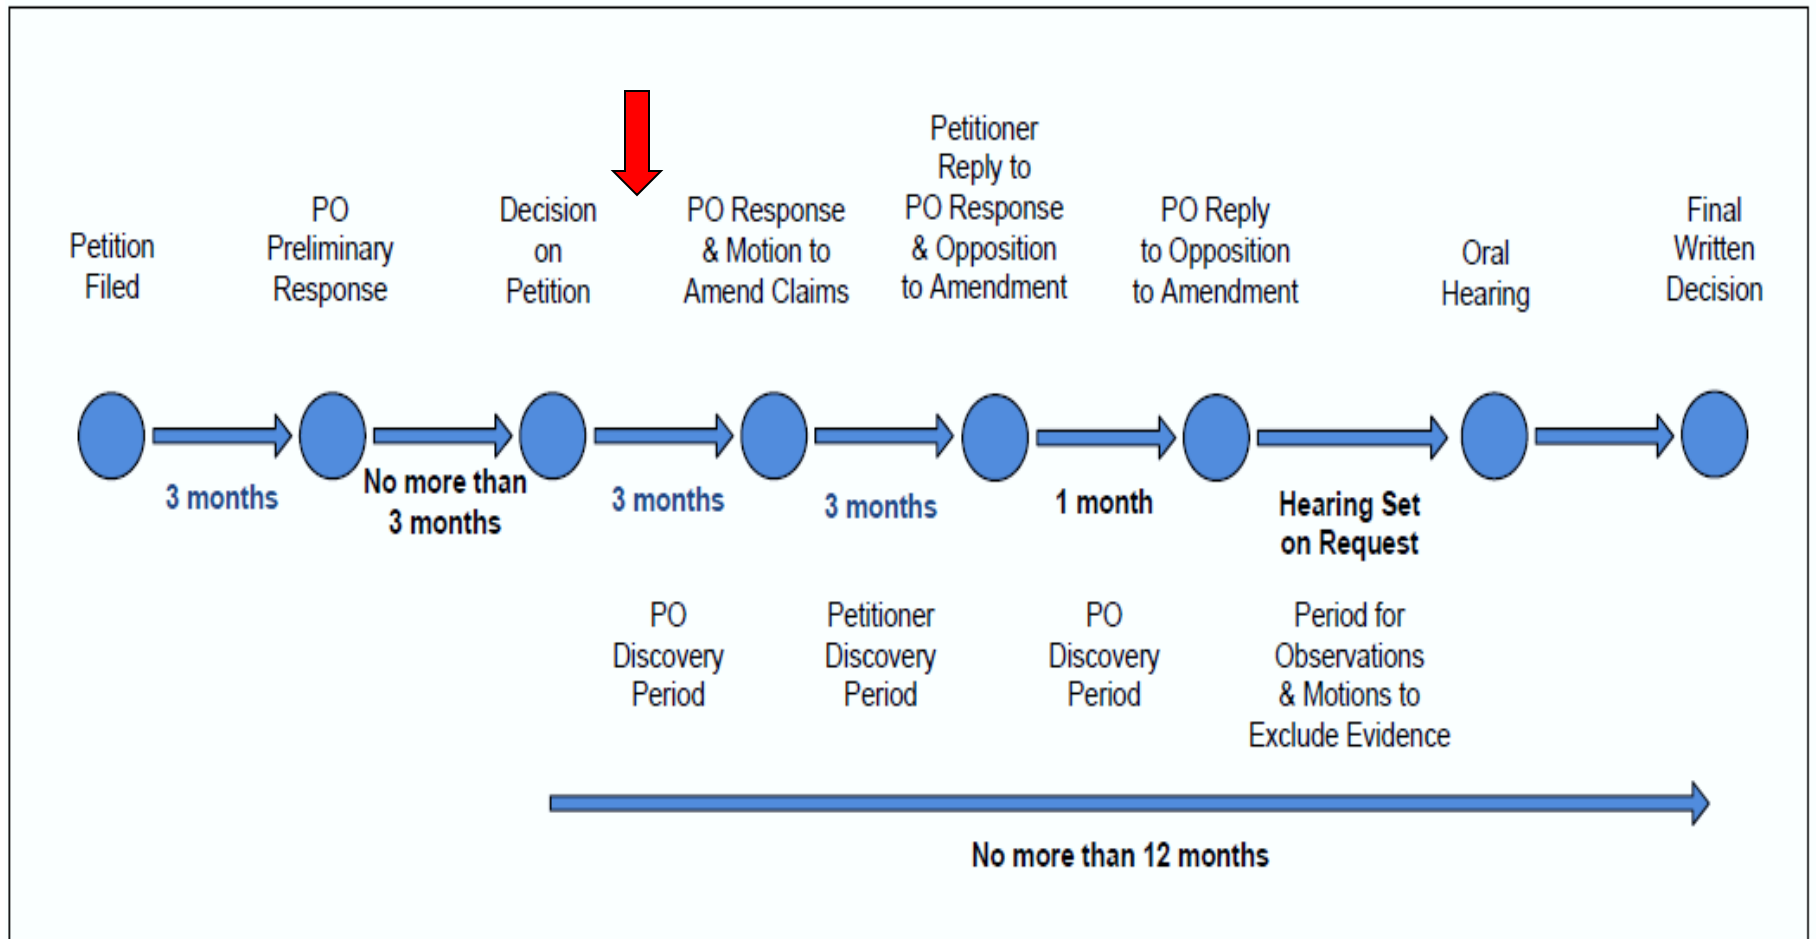 Petition
Filed
PO
Preliminary
Response
Decision
on
Petition
PO Response
& Motion to
Amend Claims
Petitioner
Reply to
PO Response
& Opposition
to Amendment
PO Reply
to Opposition
to Amendment
Oral
Hearing
Final
Written
Decision
3 months
No more than
3 months
3 months
3 months
1 month
Hearing Set
on Request
PO
Discovery
Period
Petitioner
Discovery
Period
PO
Discovery
Period
Period for
Observations
& Motions to
Exclude Evidence
No more than 12 months